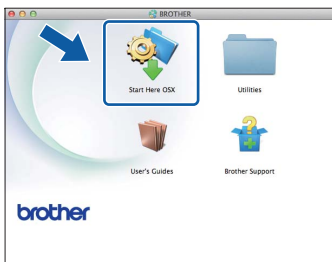 BROTHER
Start Here OSX
Utilities
User's Guides
Brother Support
brother